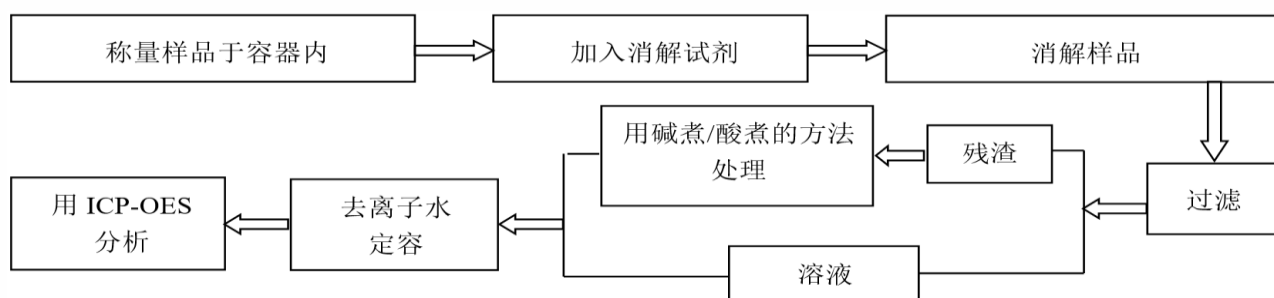 称量样品于容器内
加入消解试剂
消解样品
用碱煮/酸煮的方法
处理
残渣
过滤
用 ICP-OES
分析
去离子水
定容
溶液